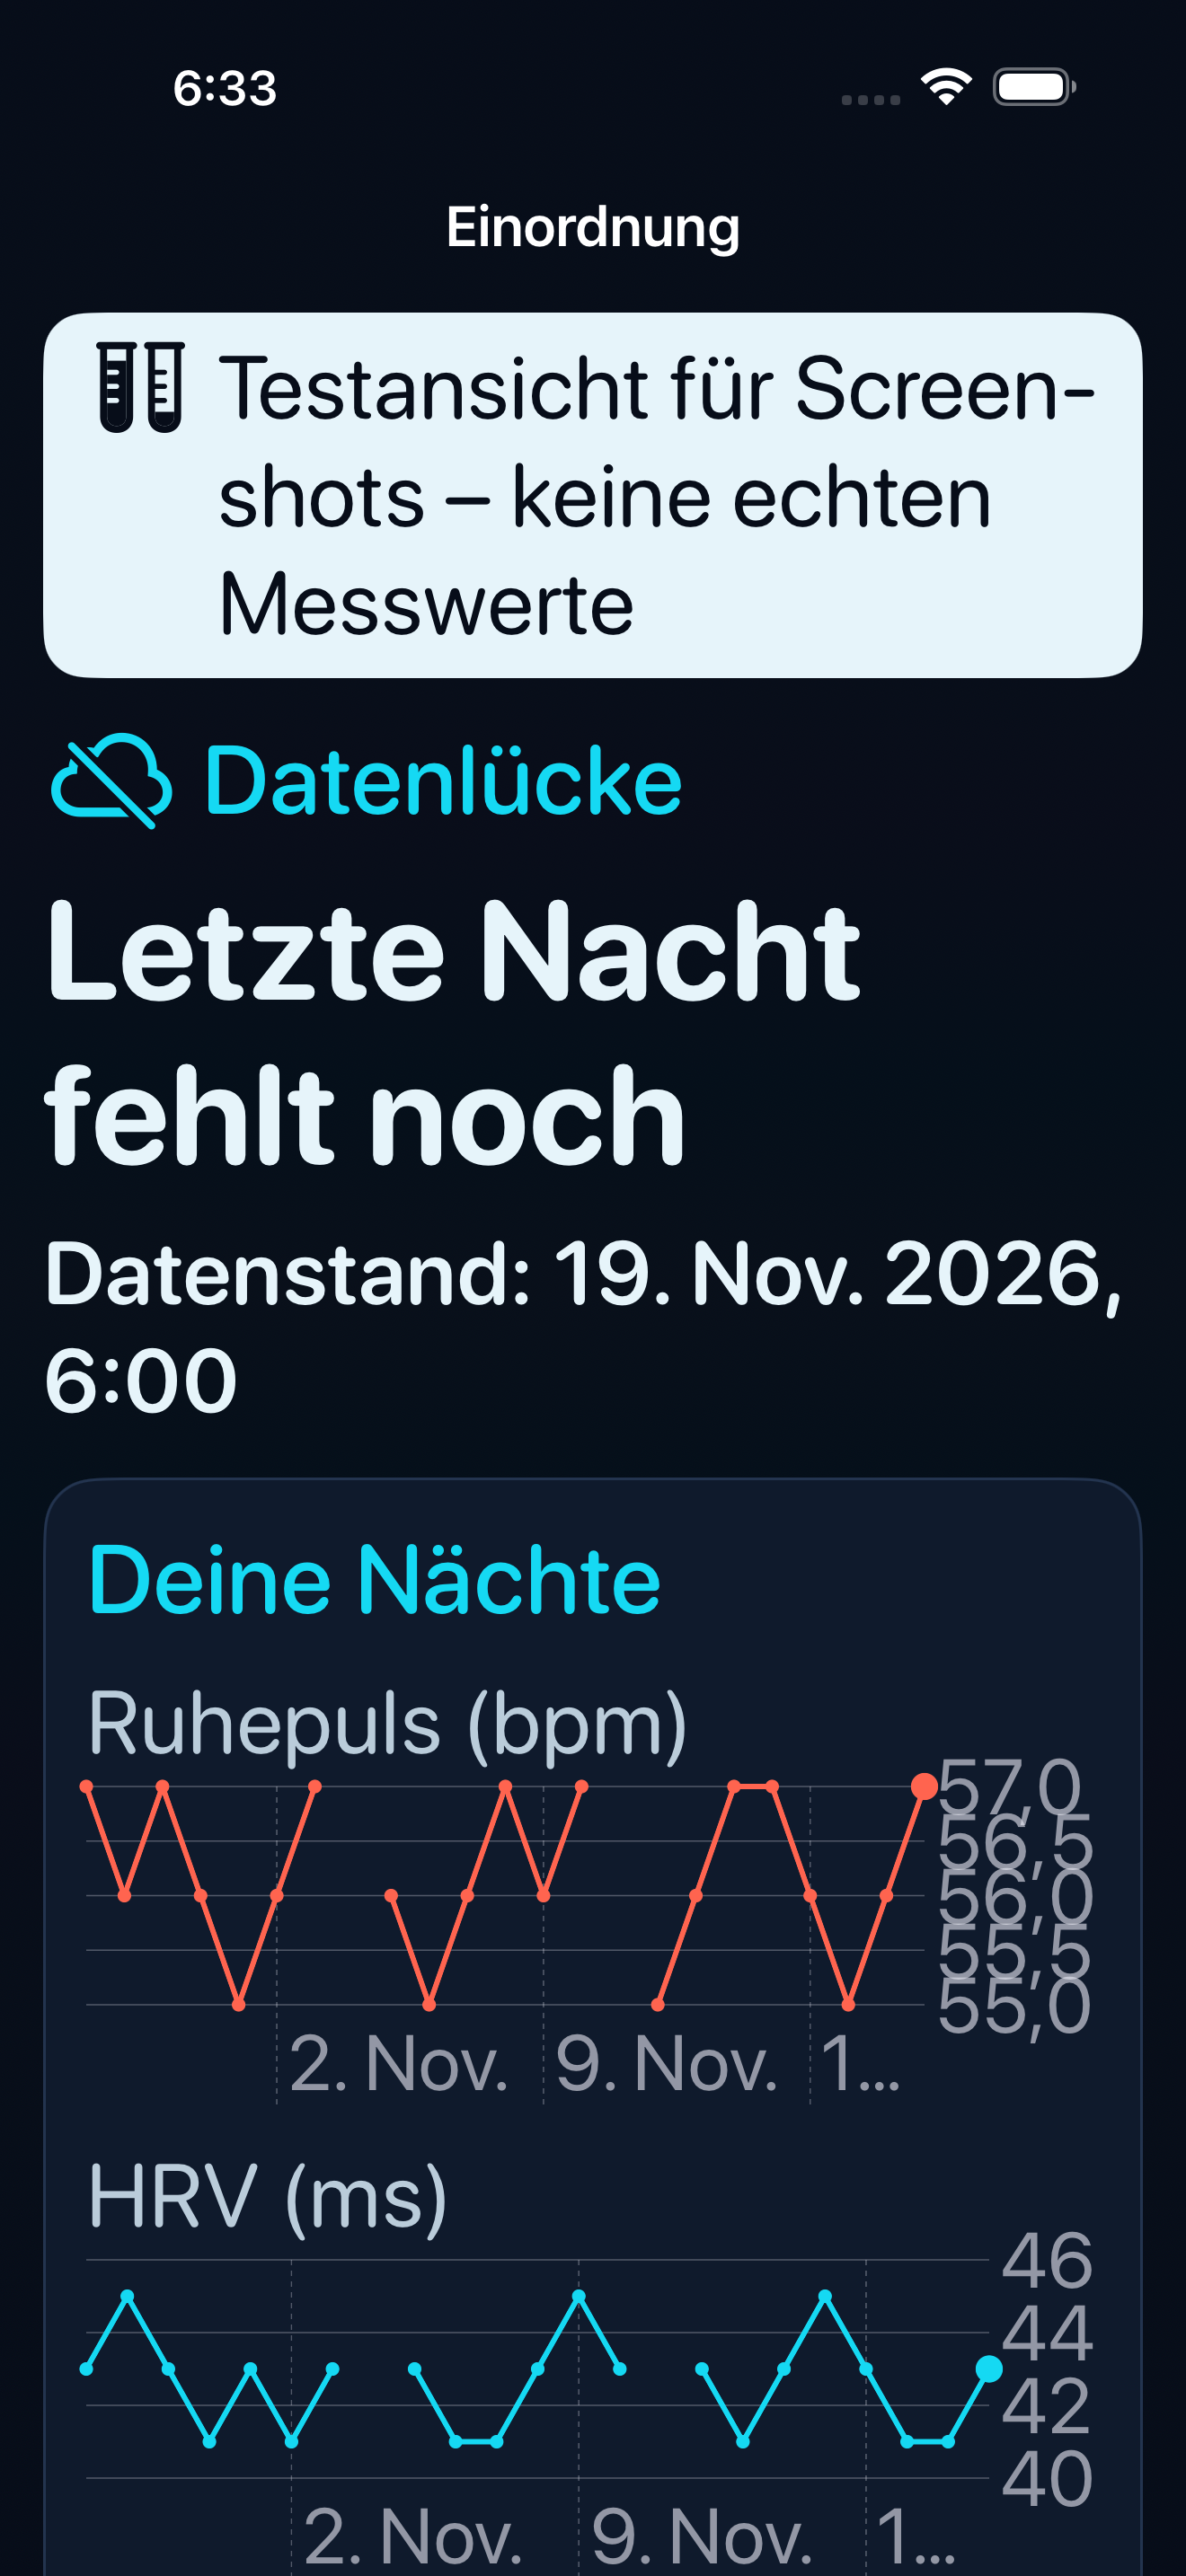 6:33
Einordnung
Testansicht für Screen-
shots – keine echten
Messwerte
Datenlücke
Letzte Nacht
fehlt noch
Datenstand: 19. Nov. 2026,
6:00
Deine Nächte
Ruhepuls (bpm)
57,0
56,5
56,0
55,5
55,0
2. Nov. 9. Nov. 1...
HRV (ms)
46
44
42
40
2. Nov. 9. Nov. 1...